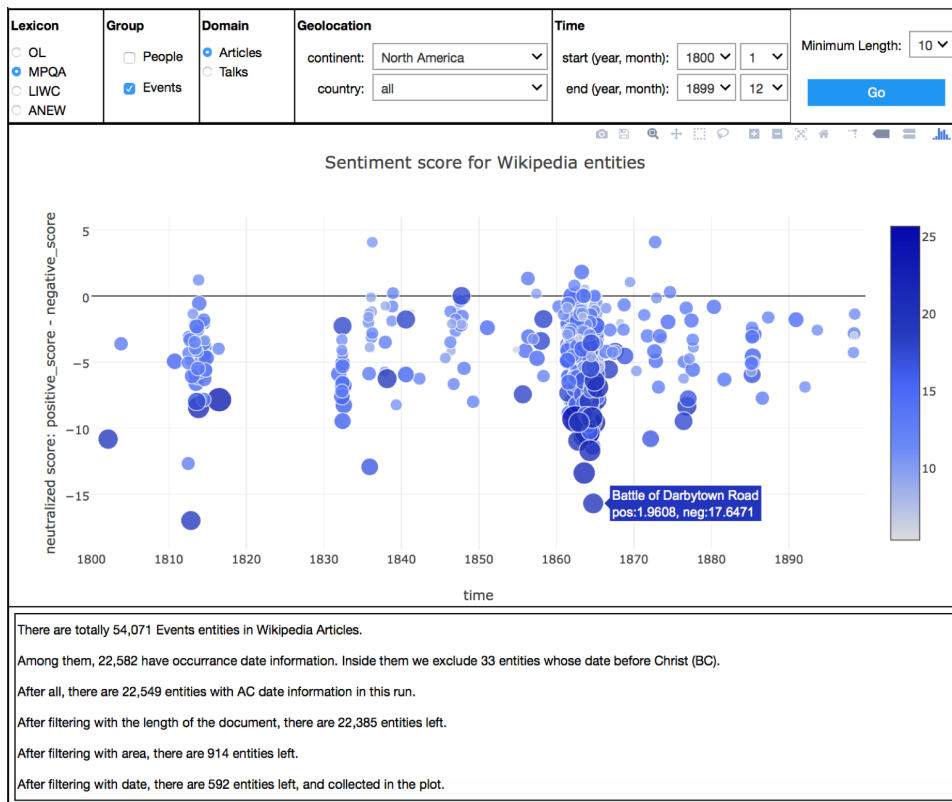 Lexicon
OL
MPQA
LIWC
ANEW
Group
People
Events
Domain
Articles
Talks
Geolocation
continent: North America
country: all
Time
start (year, month): 1800 1
end (year, month): 1899 12
Minimum Length: 10
Go
Sentiment score for Wikipedia entities
neutralized score: positive_score - negative_score
5
0
−5
−10
−15
Battle of Darbytown Road
pos:1.9608, neg:17.6471
1800 1810 1820 1830 1840 1850 1860 1870 1880 1890
time
25
20
15
10
There are totally 54,071 Events entities in Wikipedia Articles.
Among them, 22,582 have occurrance date information. Inside them we exclude 33 entities whose date before Christ (BC).
After all, there are 22,549 entities with AC date information in this run.
After filtering with the length of the document, there are 22,385 entities left.
After filtering with area, there are 914 entities left.
After filtering with date, there are 592 entities left, and collected in the plot.